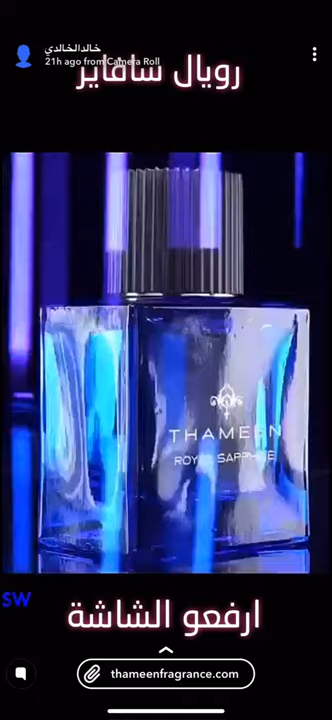 خالدالخالدي
21h ago from Camera Roll
رويال سافاير
THAMEEN
ROYAL SAPPHIRE
SW
ارفعو الشاشة
thameenfragrance.com